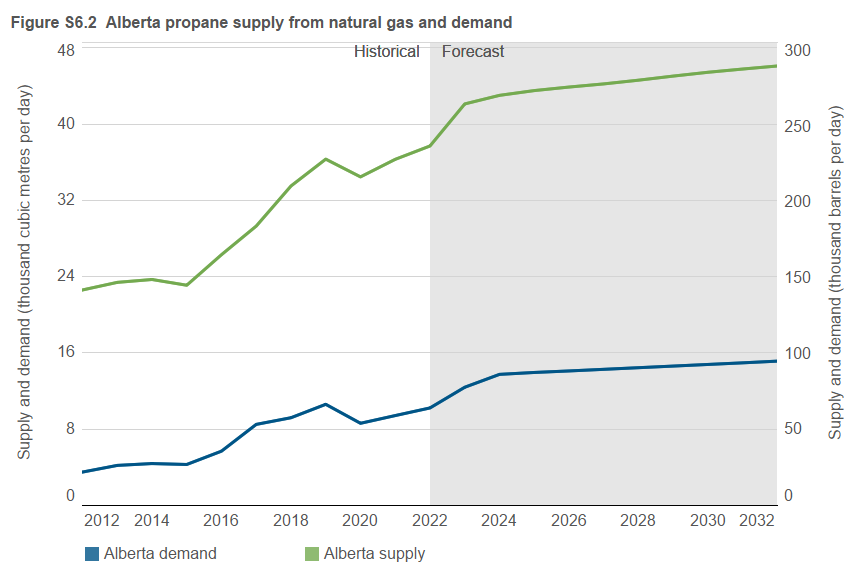 Figure S6.2  Alberta propane supply from natural gas and demand
Historical Forecast
Supply and demand (thousand cubic metres per day)
48
40
32
24
16
8
0
300
250
200
150
100
50
0
Supply and demand (thousand barrels per day)
2012 2014 2016 2018 2020 2022 2024 2026 2028 2030 2032
Alberta demand Alberta supply